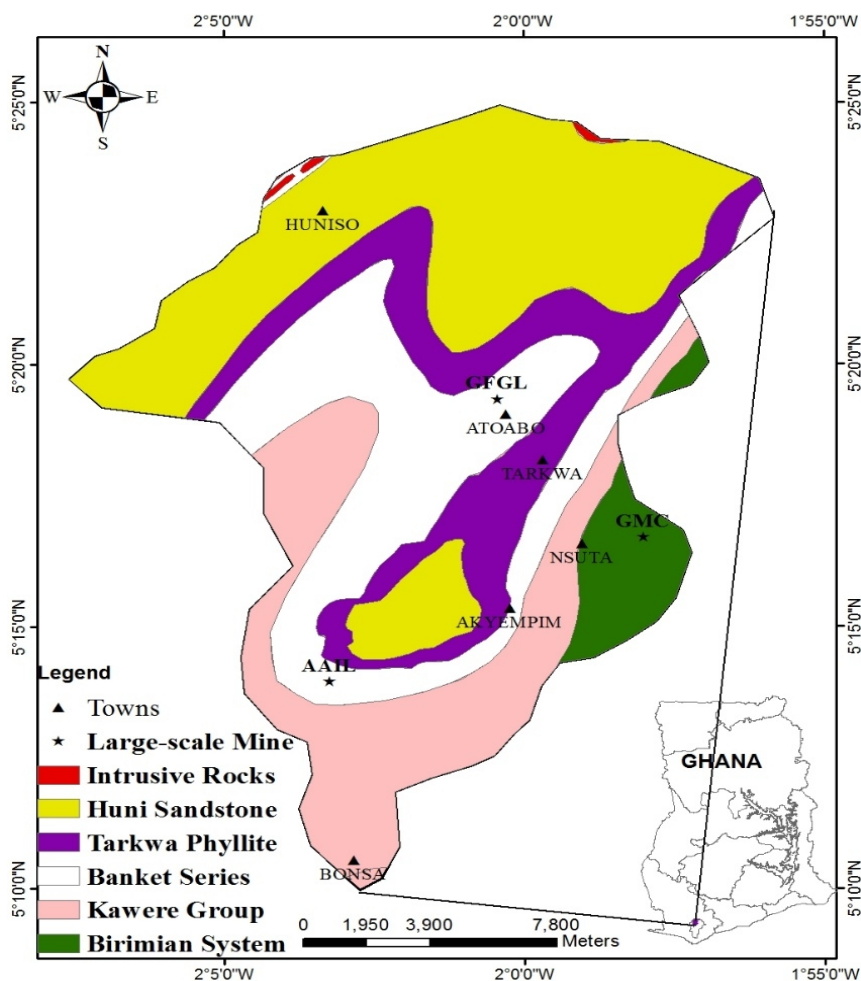 2°5'0"W 2°0'0"W 1°55'0"W
N
W E
S
5°25'0"N 5°25'0"N
HUNISO
5°20'0"N 5°20'0"N
GFGL
ATOABO
TARKWA
GMC
NSUTA
AKYEMPIM
5°15'0"N 5°15'0"N
AAIL
Legend
Towns
Large-scale Mine
Intrusive Rocks
Huni Sandstone
Tarkwa Phyllite
Banket Series
Kawere Group
Birimian System
GHANA
BONSA
5°10'0"N 5°10'0"N
0 1,950 3,900 7,800
Meters
2°5'0"W 2°0'0"W 1°55'0"W